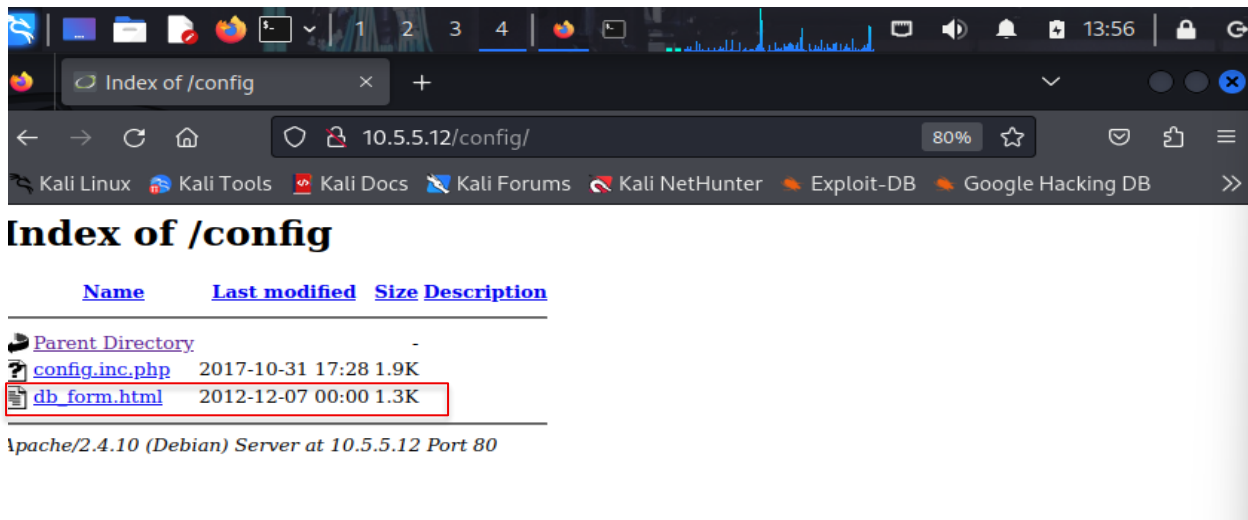 1 2 3 4 13:56
Index of /config
10.5.5.12/config/ 80%
Kali Linux Kali Tools Kali Docs Kali Forums Kali NetHunter Exploit-DB Google Hacking DB
Index of /config
Name Last modified Size Description
Parent Directory -
config.inc.php 2017-10-31 17:28 1.9K
db_form.html 2012-12-07 00:00 1.3K
Apache/2.4.10 (Debian) Server at 10.5.5.12 Port 80